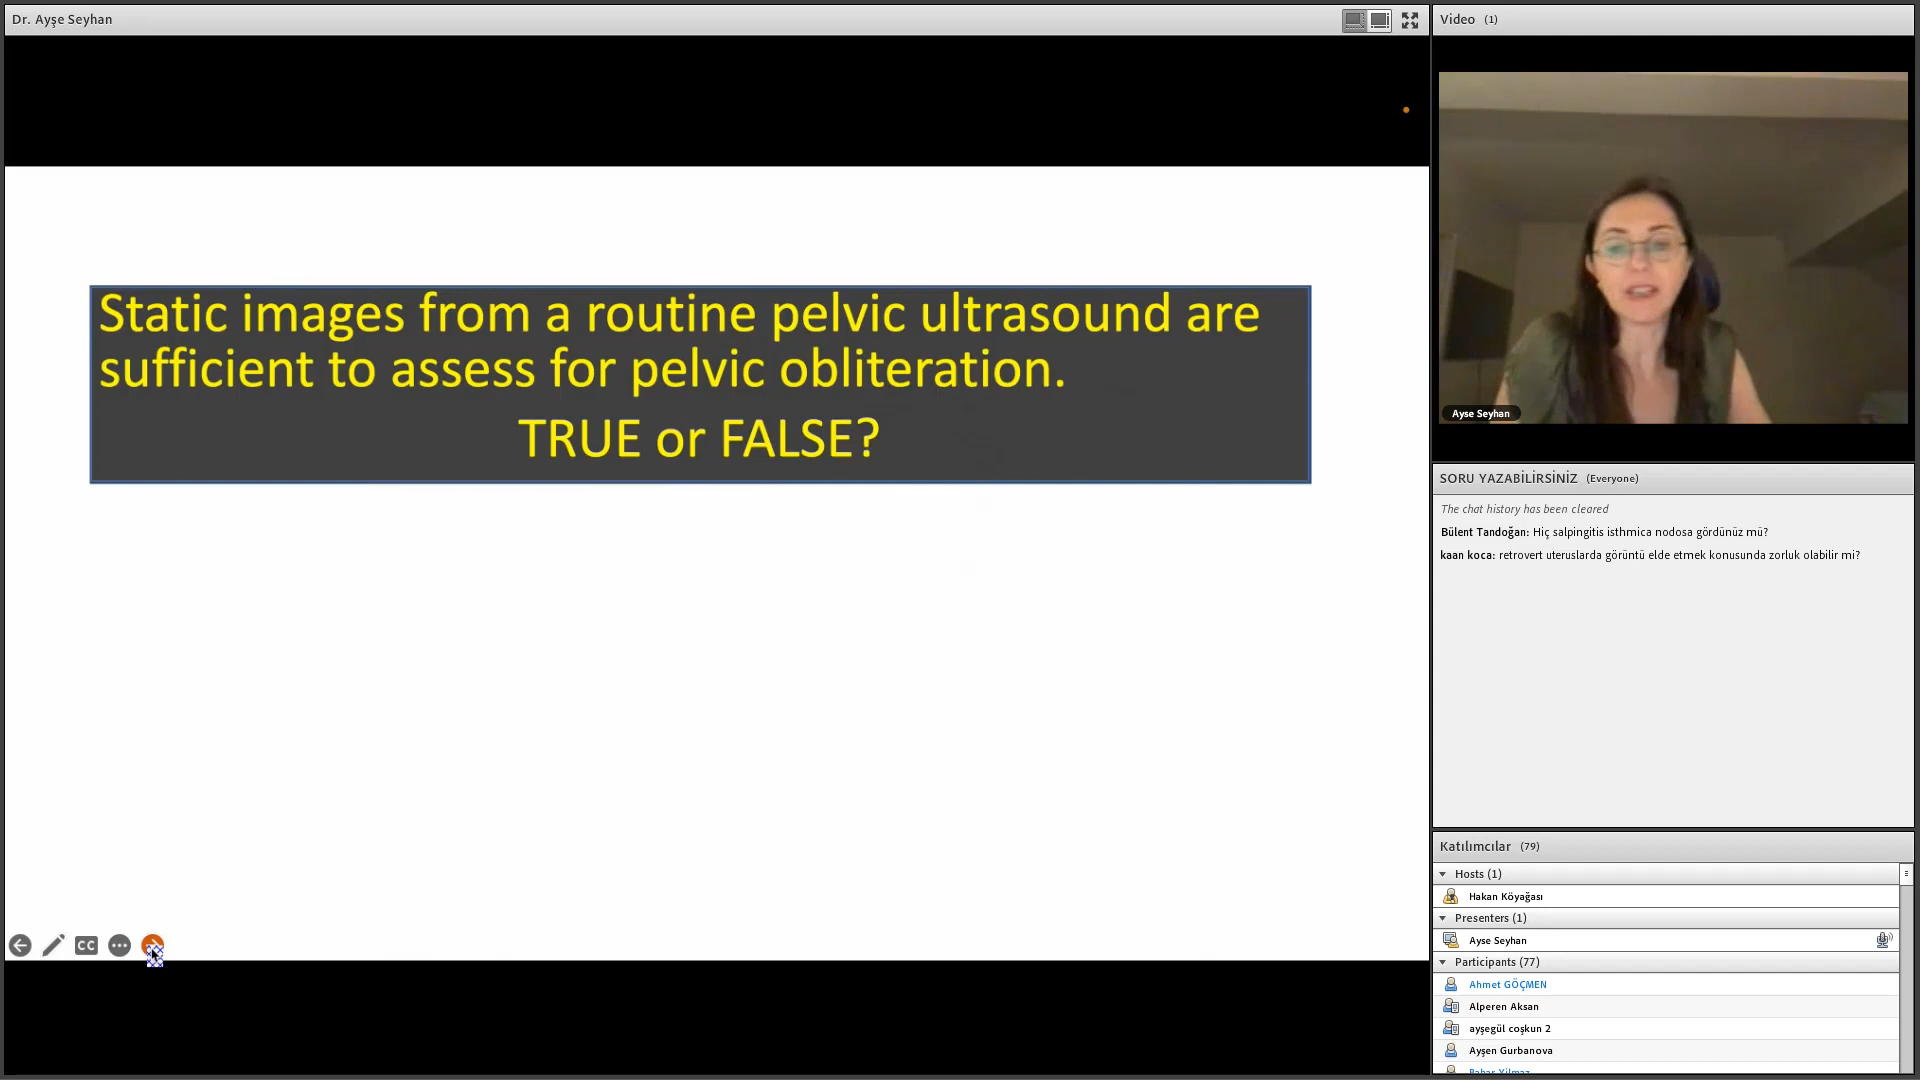 Dr. Ayşe Seyhan
Static images from a routine pelvic ultrasound are
sufficient to assess for pelvic obliteration.
TRUE or FALSE?
CC
Video (1)
Ayse Seyhan
SORU YAZABİLİRSİNİZ (Everyone)
The chat history has been cleared
Bülent Tandoğan: Hiç salpingitis isthmica nodosa gördünüz mü?
kaan koca: retrovert uteruslarda görüntü elde etmek konusunda zorluk olabilir mi?
Katılımcılar (79)
Hosts (1)
Hakan Köyağası
Presenters (1)
Ayse Seyhan
Participants (77)
Ahmet GÖÇMEN
Alperen Aksan
ayşegül coşkun 2
Ayşen Gurbanova
Bahar Yilmaz